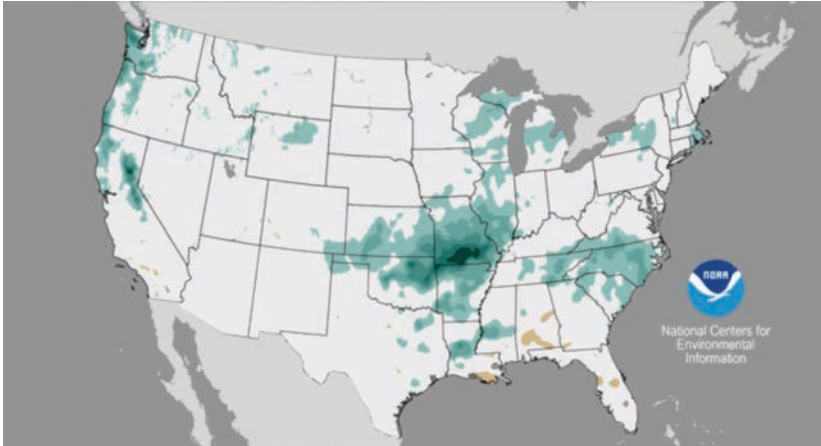 NOAA
National Centers for
Environmental
Information